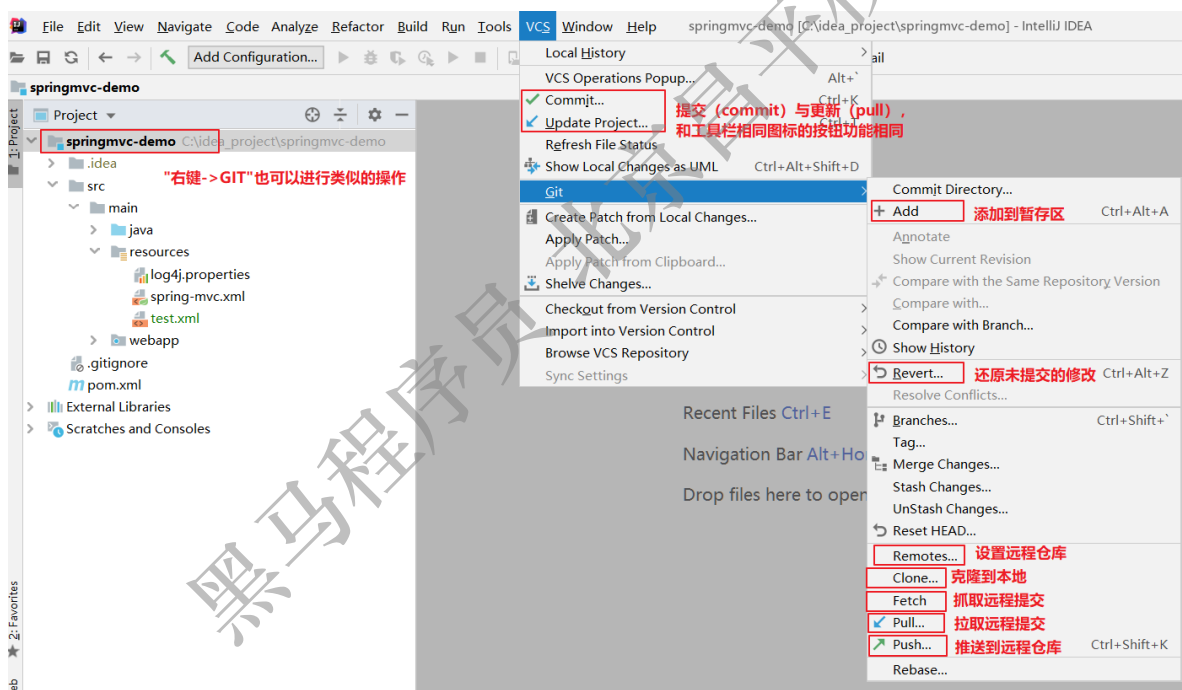 File Edit View Navigate Code Analyze Refactor Build Run Tools VCS Window Help springmvc-demo [C:\idea_project\springmvc-demo] - IntelliJ IDEA
Add Configuration...
springmvc-demo
1: Project
Project
springmvc-demo C:\idea_project\springmvc-demo
.idea
src
main
java
resources
log4j.properties
spring-mvc.xml
test.xml
webapp
.gitignore
pom.xml
External Libraries
Scratches and Consoles
2: Favorites
"右键->GIT"也可以进行类似的操作
Local History
VCS Operations Popup... Alt+`
Commit... Ctrl+K
Update Project... Ctrl+T
提交（commit）与更新（pull），
和工具栏相同图标的按钮功能相同
Refresh File Status
Show Local Changes as UML Ctrl+Alt+Shift+D
Git
Create Patch from Local Changes...
Apply Patch...
Apply Patch from Clipboard...
Shelve Changes...
Checkout from Version Control
Import into Version Control
Browse VCS Repository
Sync Settings
Recent Files Ctrl+E
Navigation Bar Alt+Ho
Drop files here to open
Commit Directory...
Add 添加到暂存区 Ctrl+Alt+A
Annotate
Show Current Revision
Compare with the Same Repository Version
Compare with...
Compare with Branch...
Show History
Revert... 还原未提交的修改 Ctrl+Alt+Z
Resolve Conflicts...
Branches... Ctrl+Shift+`
Tag...
Merge Changes...
Stash Changes...
UnStash Changes...
Reset HEAD...
Remotes... 设置远程仓库
Clone... 克隆到本地
Fetch 抓取远程提交
Pull... 拉取远程提交
Push... 推送到远程仓库 Ctrl+Shift+K
Rebase...
黑马程序员 北京昌平校